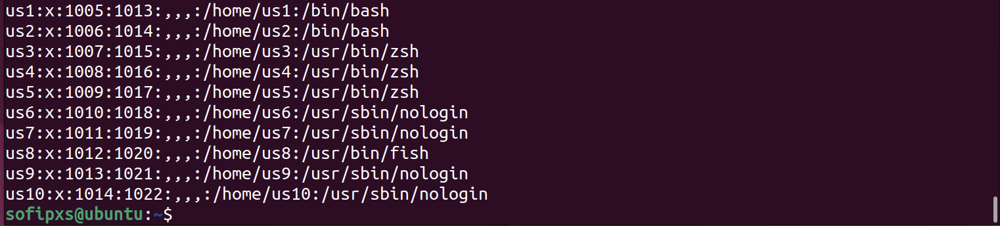 us1:x:1005:1013:,,,:/home/us1:/bin/bash
us2:x:1006:1014:,,,:/home/us2:/bin/bash
us3:x:1007:1015:,,,:/home/us3:/usr/bin/zsh
us4:x:1008:1016:,,,:/home/us4:/usr/bin/zsh
us5:x:1009:1017:,,,:/home/us5:/usr/bin/zsh
us6:x:1010:1018:,,,:/home/us6:/usr/sbin/nologin
us7:x:1011:1019:,,,:/home/us7:/usr/sbin/nologin
us8:x:1012:1020:,,,:/home/us8:/usr/bin/fish
us9:x:1013:1021:,,,:/home/us9:/usr/sbin/nologin
us10:x:1014:1022:,,,:/home/us10:/usr/sbin/nologin
sofipxs@ubuntu:~$